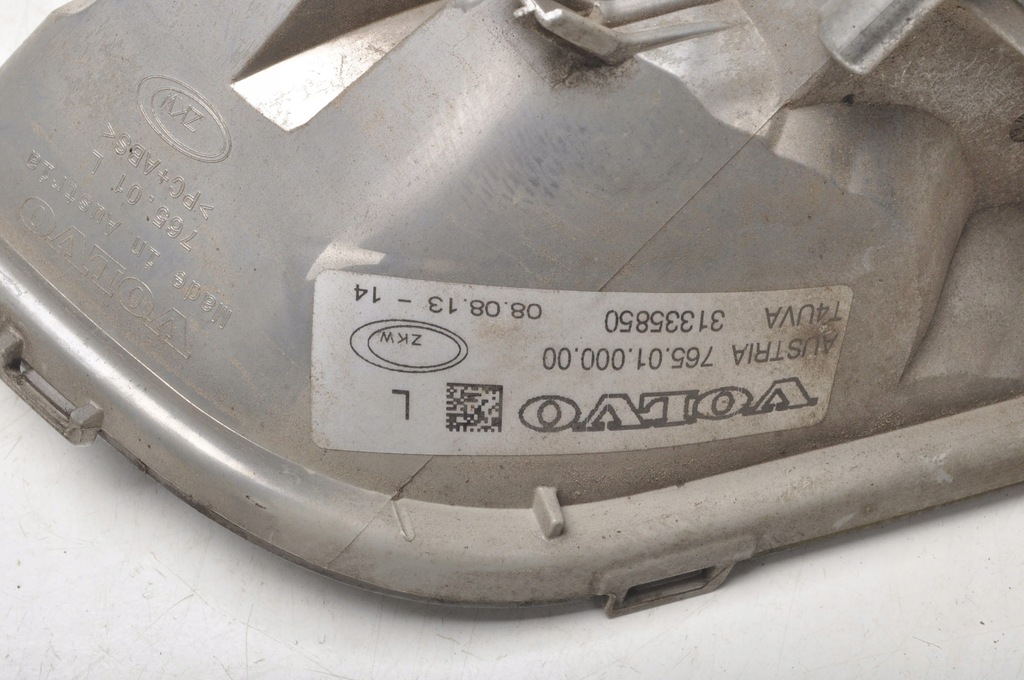 VOLVO
L
AUSTRIA 765.01.000.00
ZKW
T4UVA 31335850 08.08.13 - 14
VOLVO
Made in Austria
765.01 L
>PC+ABS<
ZKW